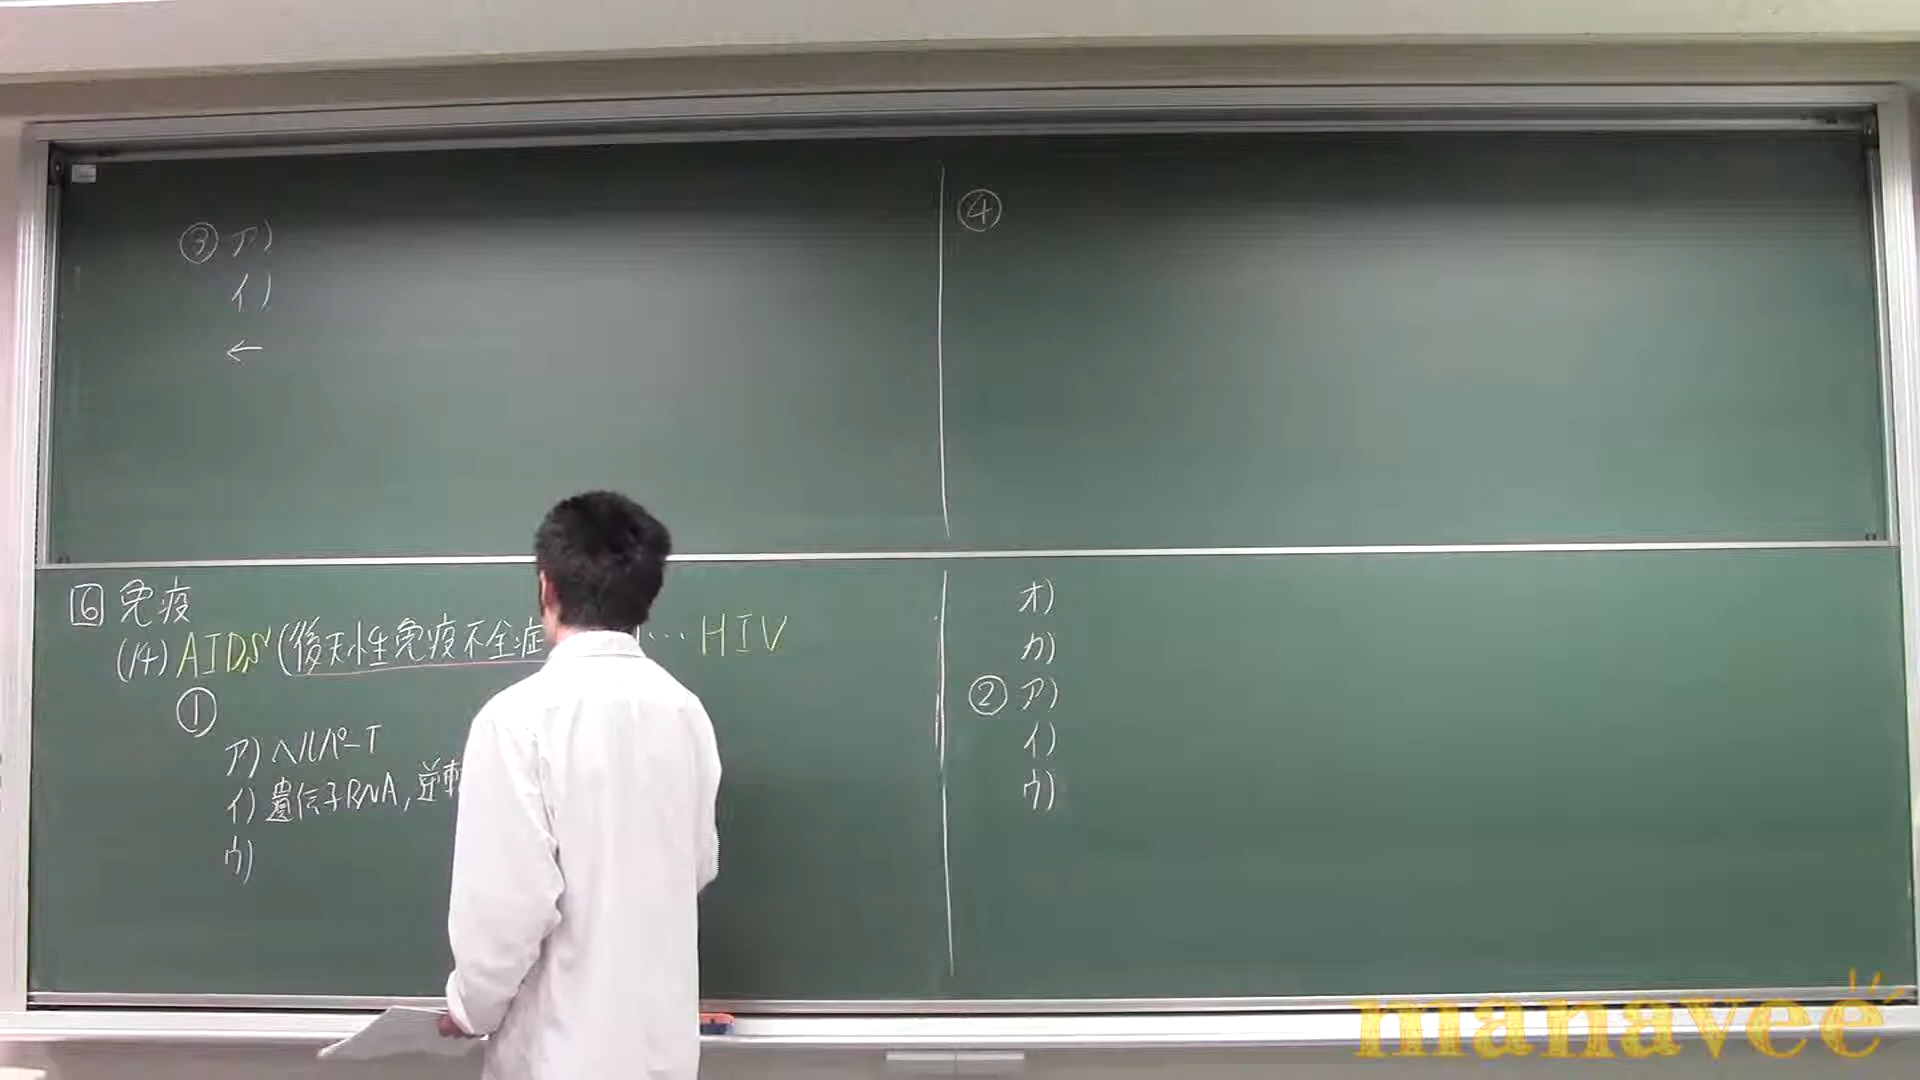 ③ ア)
イ)
←
④
6 免疫
(14) AIDS (後天性免疫不全症 … HIV
①
ア) ヘルパーT
イ) 遺伝子RNA, 逆転
ウ)
オ)
カ)
② ア)
イ)
ウ)
manavee